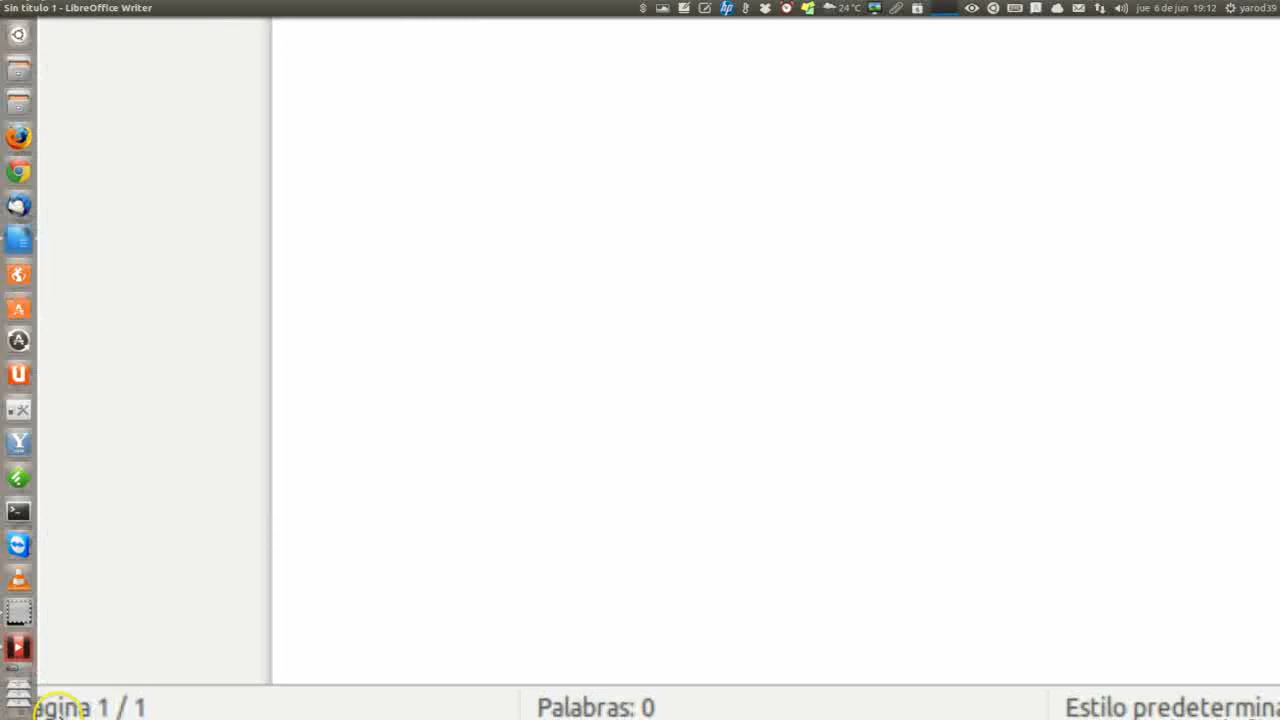 Sin título 1 - LibreOffice Writer
24°C
jue 6 de jun 19:12
yarod39
ágina 1 / 1
Palabras: 0
Estilo predetermina